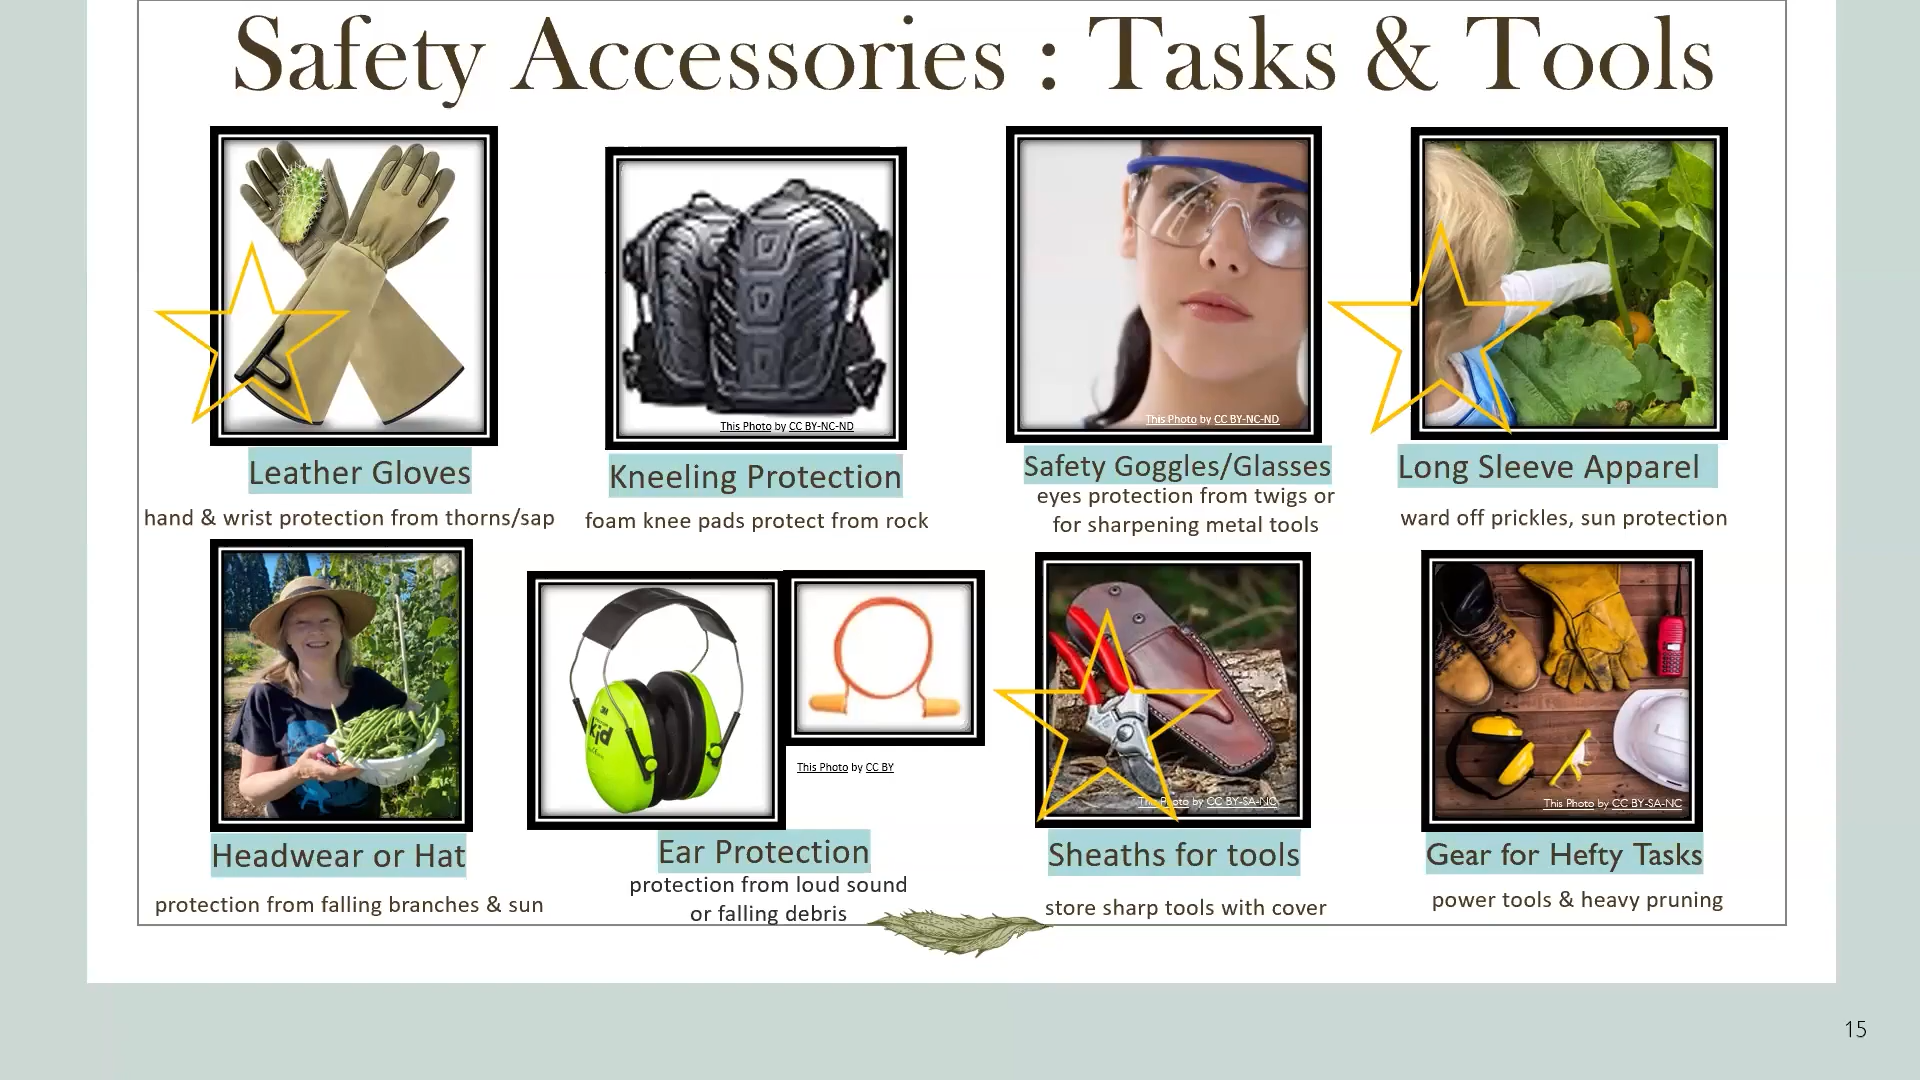 Safety Accessories : Tasks & Tools
This Photo by CC BY-NC-ND
This Photo by CC BY-NC-ND
Leather Gloves
Kneeling Protection
Safety Goggles/Glasses
Long Sleeve Apparel
hand & wrist protection from thorns/sap
foam knee pads protect from rock
eyes protection from twigs or
for sharpening metal tools
ward off prickles, sun protection
3M
kid
This Photo by CC BY
This Photo by CC BY-SA-NC
This Photo by CC BY-SA-NC
Headwear or Hat
Ear Protection
Sheaths for tools
Gear for Hefty Tasks
protection from falling branches & sun
protection from loud sound
or falling debris
store sharp tools with cover
power tools & heavy pruning
15